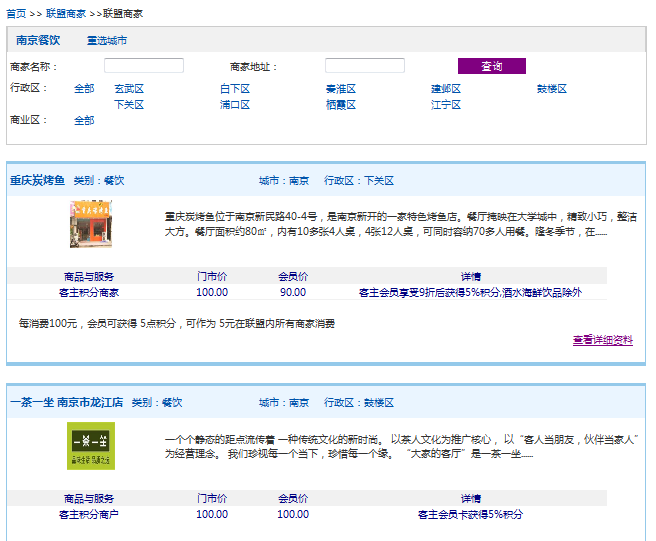 首页 >> 联盟商家 >>联盟商家
南京餐饮 重选城市
商家名称： 商家地址： 查询
行政区： 全部 玄武区 白下区 秦淮区 建邺区 鼓楼区
下关区 浦口区 栖霞区 江宁区
商业区： 全部
重庆炭烤鱼 类别：餐饮 城市：南京 行政区：下关区
重庆炭烤鱼位于南京新民路40-4号，是南京新开的一家特色烤鱼店。餐厅掩映在大学城中，精致小巧，整洁
大方。餐厅面积约80㎡，内有10多张4人桌，4张12人桌，可同时容纳70多人用餐。隆冬季节，在......
商品与服务 门市价 会员价 详情
客主积分商家 100.00 90.00 客主会员享受9折后获得5%积分,酒水海鲜饮品除外
每消费100元，会员可获得 5点积分，可作为 5元在联盟内所有商家消费
查看详细资料
一茶一坐 南京市龙江店 类别：餐饮 城市：南京 行政区：鼓楼区
一茶一坐
一个个静态的距点流传着 一种传统文化的新时尚。 以茶人文化为推广核心， 以“客人当朋友，伙伴当家人”
为经营理念。 我们珍视每一个当下，珍惜每一个缘。 “大家的客厅”是一茶一坐......
商品与服务 门市价 会员价 详情
客主积分商户 100.00 100.00 客主会员卡获得5%积分